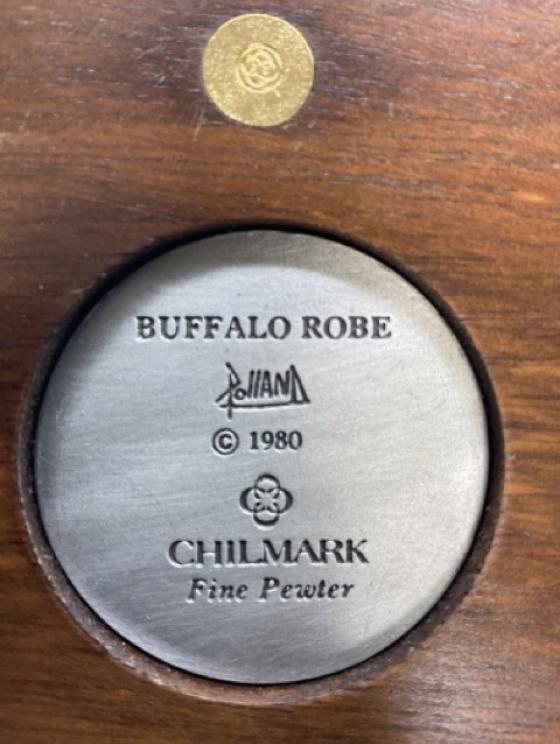 BUFFALO ROBE
Polland
© 1980
CHILMARK
Fine Pewter